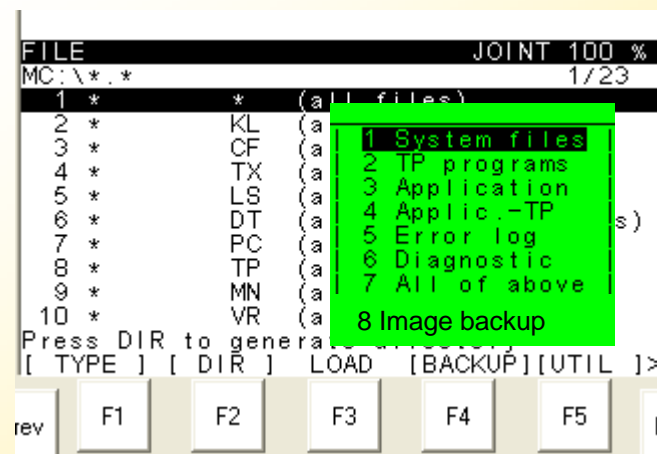 FILE JOINT 100 %
MC:\*.* 1/23
1 * * (all files)
2 * KL (a
3 * CF (a
4 * TX (a
5 * LS (a
6 * DT (a s)
7 * PC (a
8 * TP (a
9 * MN (a
10 * VR (a
1 System files
2 TP programs
3 Application
4 Applic.-TP
5 Error log
6 Diagnostic
7 All of above
8 Image backup
Press DIR to generate directory
[ TYPE ] [ DIR ] LOAD [BACKUP][UTIL ]>
rev F1 F2 F3 F4 F5